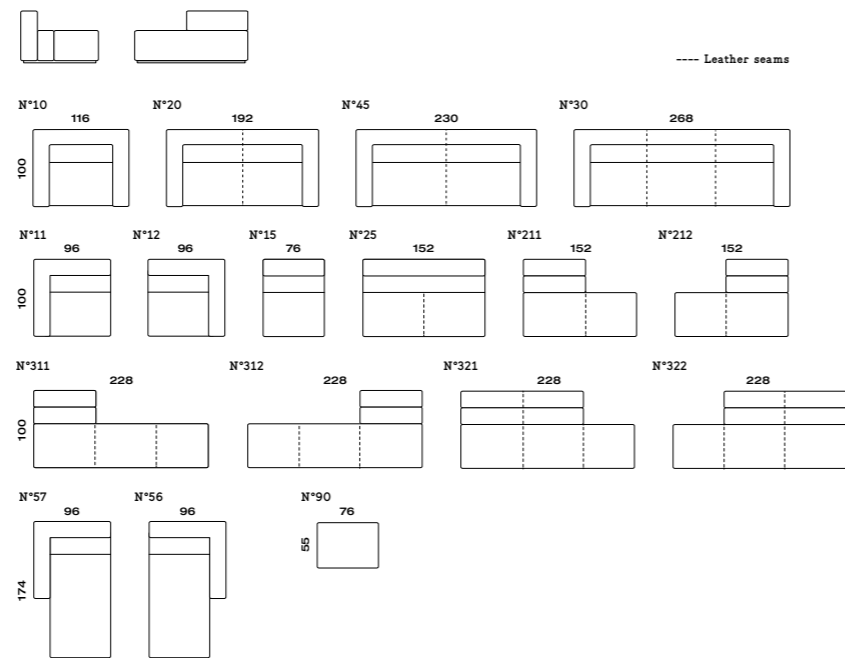 ---- Leather seams
N°10 N°20 N°45 N°30
116 192 230 268
100
N°11 N°12 N°15 N°25 N°211 N°212
96 96 76 152 152 152
100
N°311 N°312 N°321 N°322
228 228 228 228
100
N°57 N°56 N°90
96 96 76
55
174